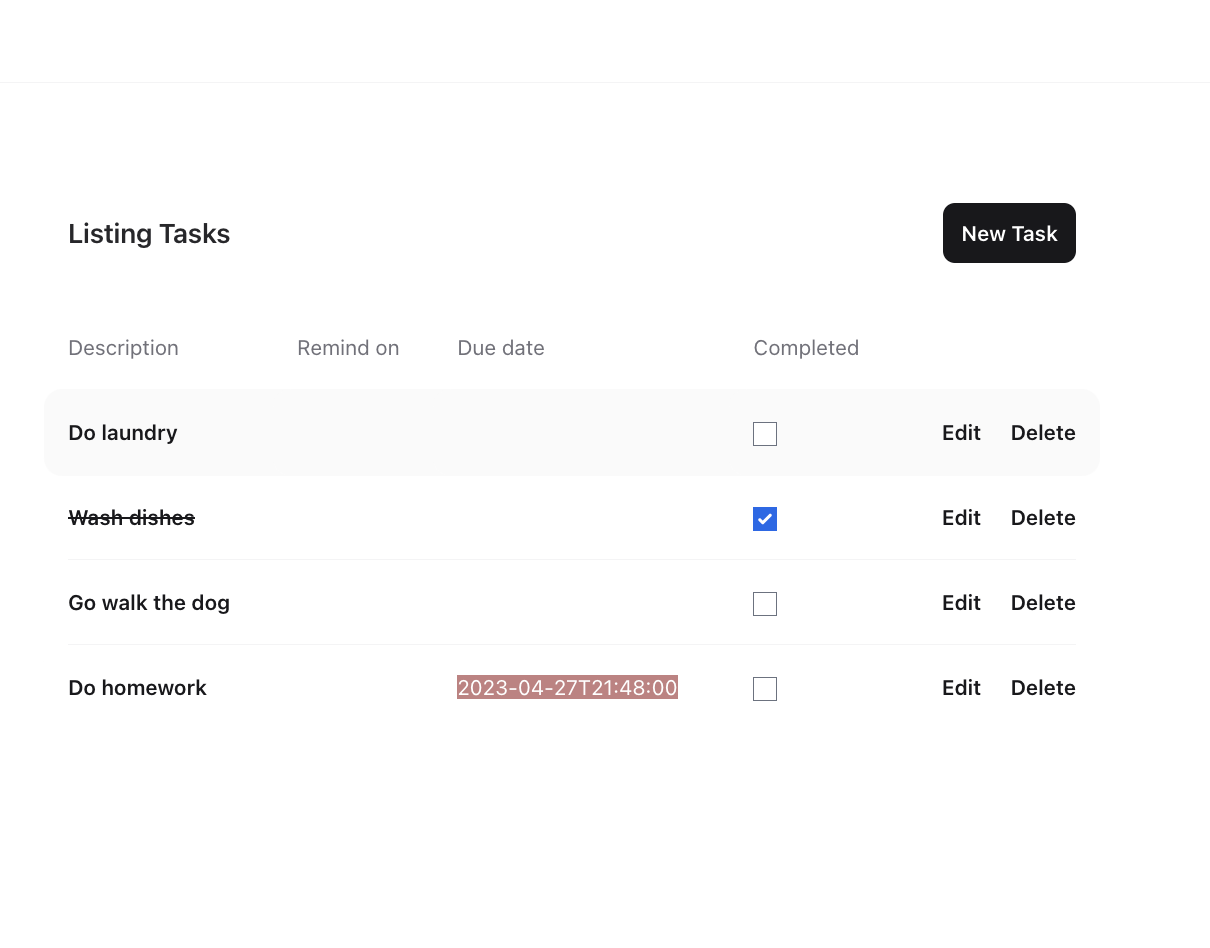 Listing Tasks New Task
Description Remind on Due date Completed
Do laundry Edit Delete
Wash dishes Edit Delete
Go walk the dog Edit Delete
Do homework 2023-04-27T21:48:00 Edit Delete